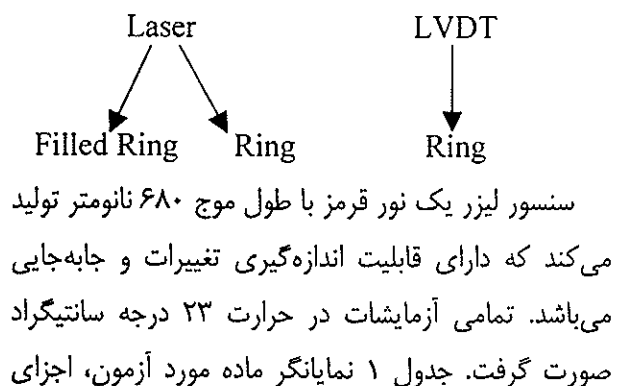 Laser LVDT
Filled Ring Ring Ring
سنسور لیزر یک نور قرمز با طول موج ۶۸۰ نانومتر تولید
می‌کند که دارای قابلیت اندازه‌گیری تغییرات و جابه‌جایی
می‌باشد. تمامی آزمایشات در حرارت ۲۳ درجه سانتیگراد
صورت گرفت. جدول ۱ نمایانگر ماده مورد آزمون، اجزای